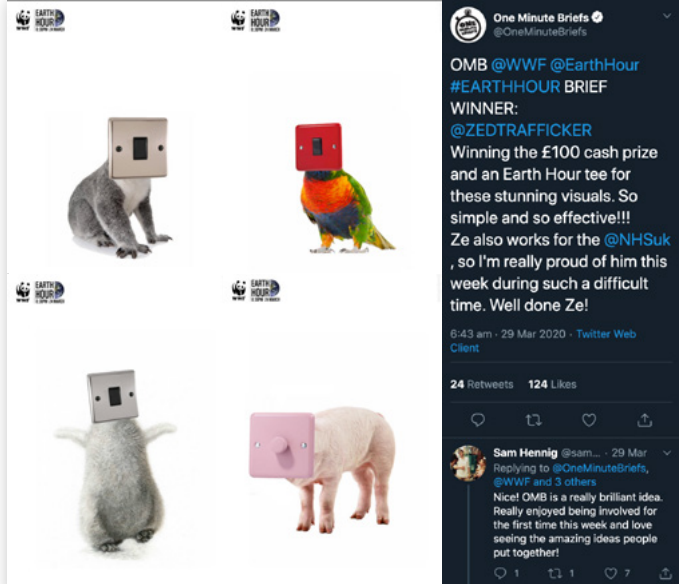 WWF
EARTH
HOUR
WWF
EARTH
HOUR
WWF
EARTH
HOUR
WWF
EARTH
HOUR
One Minute Briefs
@OneMinuteBriefs
OMB @WWF @EarthHour
#EARTHHOUR BRIEF
WINNER:
@ZEDTRAFFICKER
Winning the £100 cash prize
and an Earth Hour tee for
these stunning visuals. So
simple and so effective!!!
Ze also works for the @NHSuk
, so I'm really proud of him this
week during such a difficult
time. Well done Ze!
6:43 am · 29 Mar 2020 · Twitter Web
Client
24 Retweets 124 Likes
Sam Hennig @sam... · 29 Mar
Replying to @OneMinuteBriefs,
@WWF and 3 others
Nice! OMB is a really brilliant idea.
Really enjoyed being involved for
the first time this week and love
seeing the amazing ideas people
put together!
1 1 7